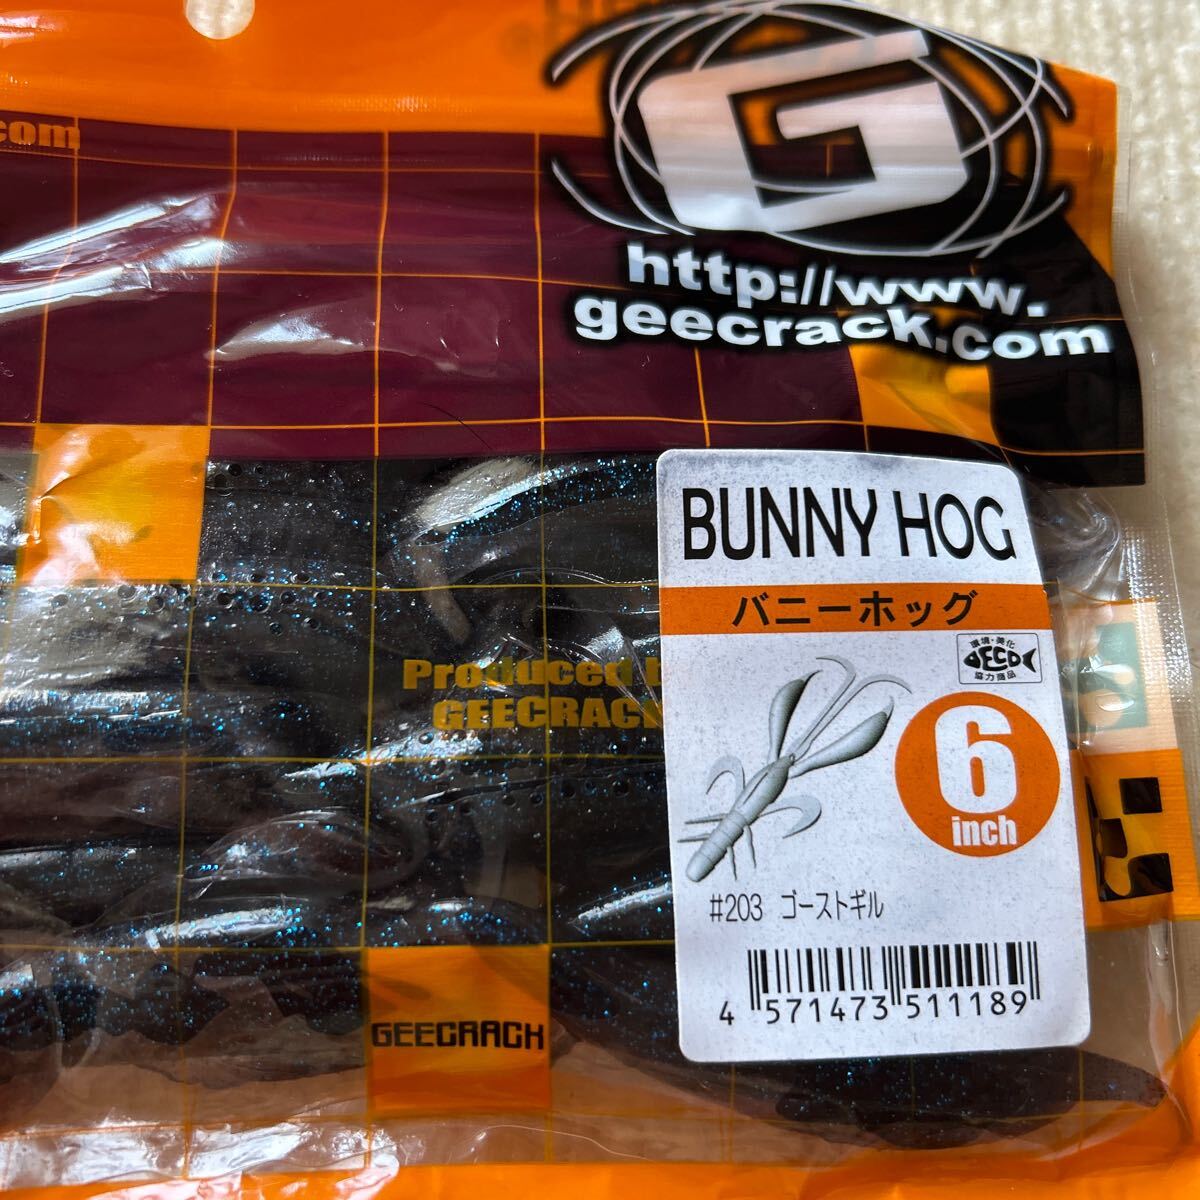 G
.com
http://www.
geecrack.com
BUNNY HOG
バニーホッグ
環境・美化
ECO
協力商品
Produced
GEECRACK
6
inch
#203 ゴーストギル
4 571473 511189
GEECRACK